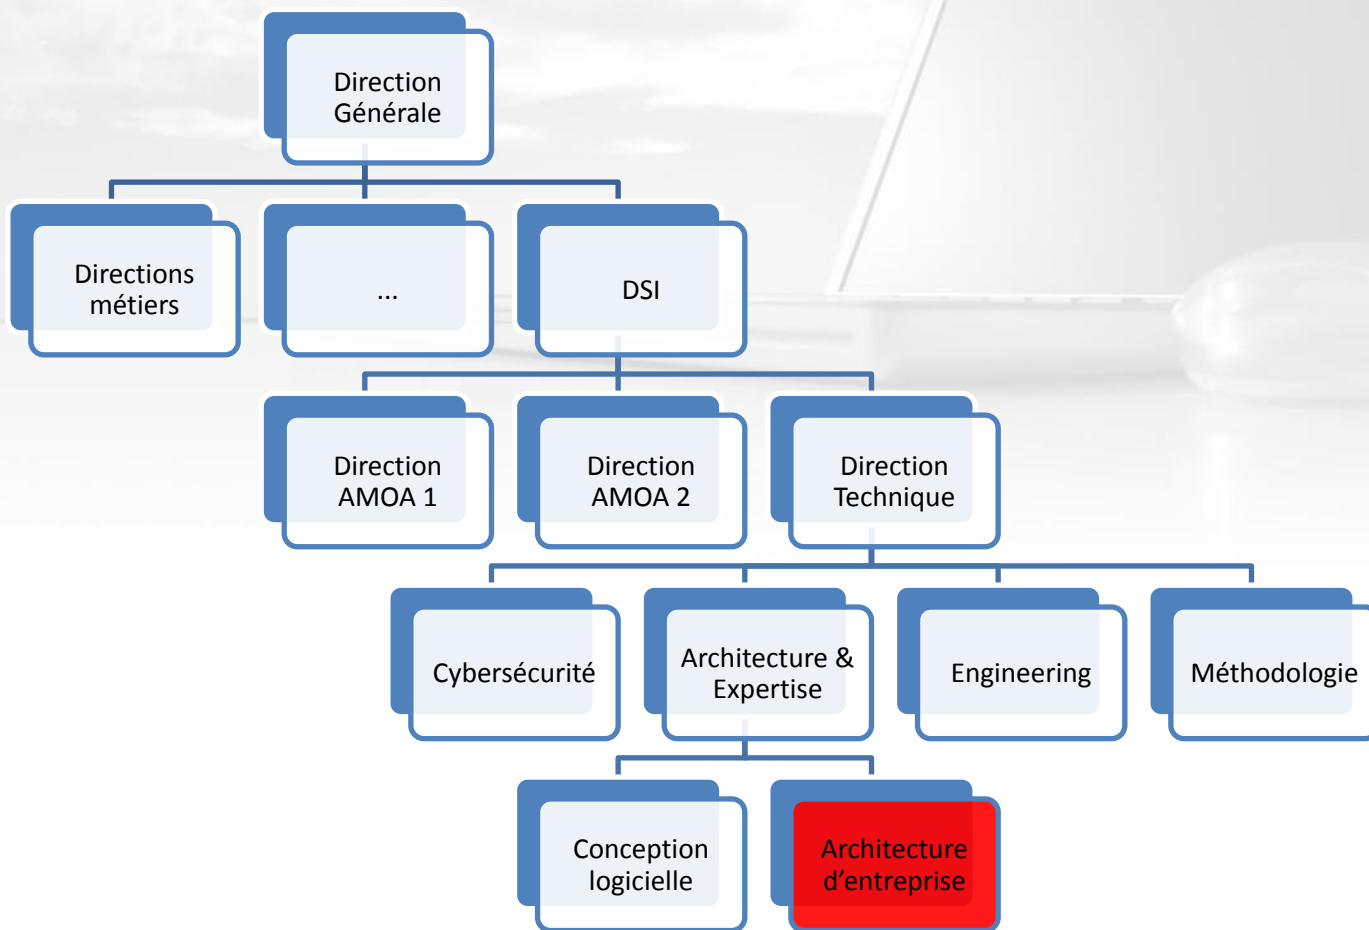 Direction
Générale
Directions
métiers
...
DSI
Direction
AMOA 1
Direction
AMOA 2
Direction
Technique
Cybersécurité
Architecture &
Expertise
Engineering
Méthodologie
Conception
logicielle
Architecture
d’entreprise